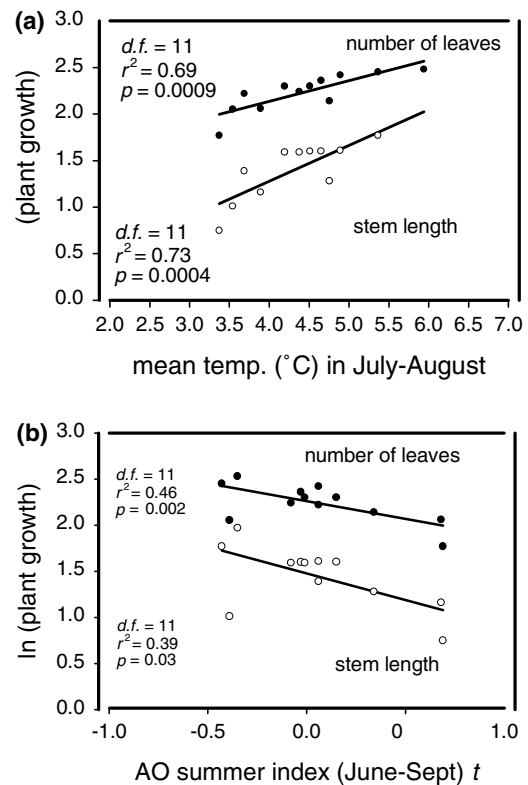 (a)
number of leaves
d.f. = 11
r2 = 0.69
p = 0.0009
3.0
2.5
2.0
1.5
1.0
0.5
0.0
(plant growth)
d.f. = 11
r2 = 0.73
p = 0.0004
stem length
2.0 3.0 3.5 4.0 4.5 5.0 5.5 6.0 7.0
mean temp. (˚C) in July-August
(b)
number of leaves
d.f. = 11
r2 = 0.46
p = 0.002
3.0
2.5
2.0
1.5
1.0
0.5
0.0
ln (plant growth)
d.f. = 11
r2 = 0.39
p = 0.03
stem length
-1.0 -0.5 0.0 0 1.0
AO summer index (June-Sept) t